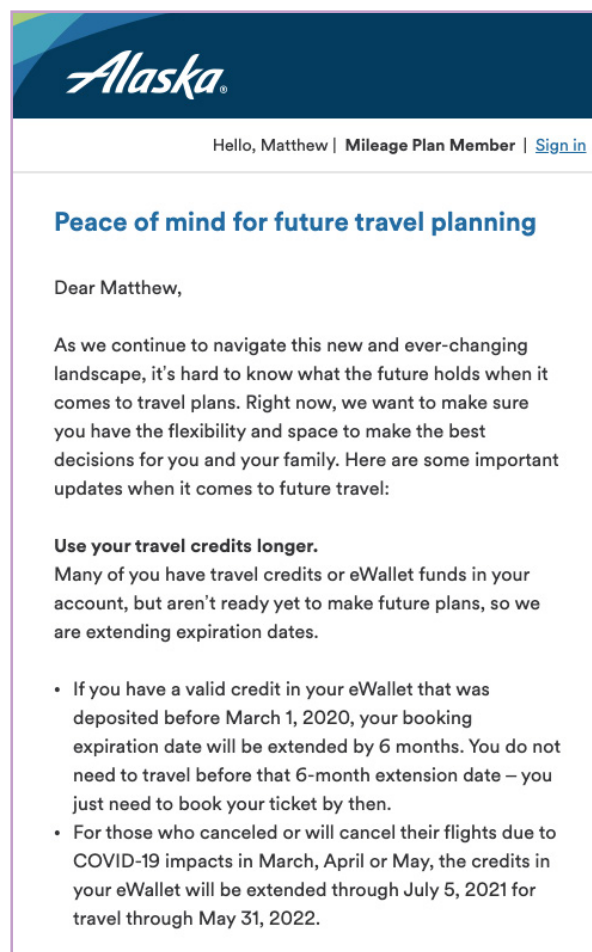 Alaska®
Hello, Matthew | Mileage Plan Member | Sign in
Peace of mind for future travel planning
Dear Matthew,
As we continue to navigate this new and ever-changing
landscape, it's hard to know what the future holds when it
comes to travel plans. Right now, we want to make sure
you have the flexibility and space to make the best
decisions for you and your family. Here are some important
updates when it comes to future travel:
Use your travel credits longer.
Many of you have travel credits or eWallet funds in your
account, but aren't ready yet to make future plans, so we
are extending expiration dates.
• If you have a valid credit in your eWallet that was
deposited before March 1, 2020, your booking
expiration date will be extended by 6 months. You do not
need to travel before that 6-month extension date – you
just need to book your ticket by then.
• For those who canceled or will cancel their flights due to
COVID-19 impacts in March, April or May, the credits in
your eWallet will be extended through July 5, 2021 for
travel through May 31, 2022.